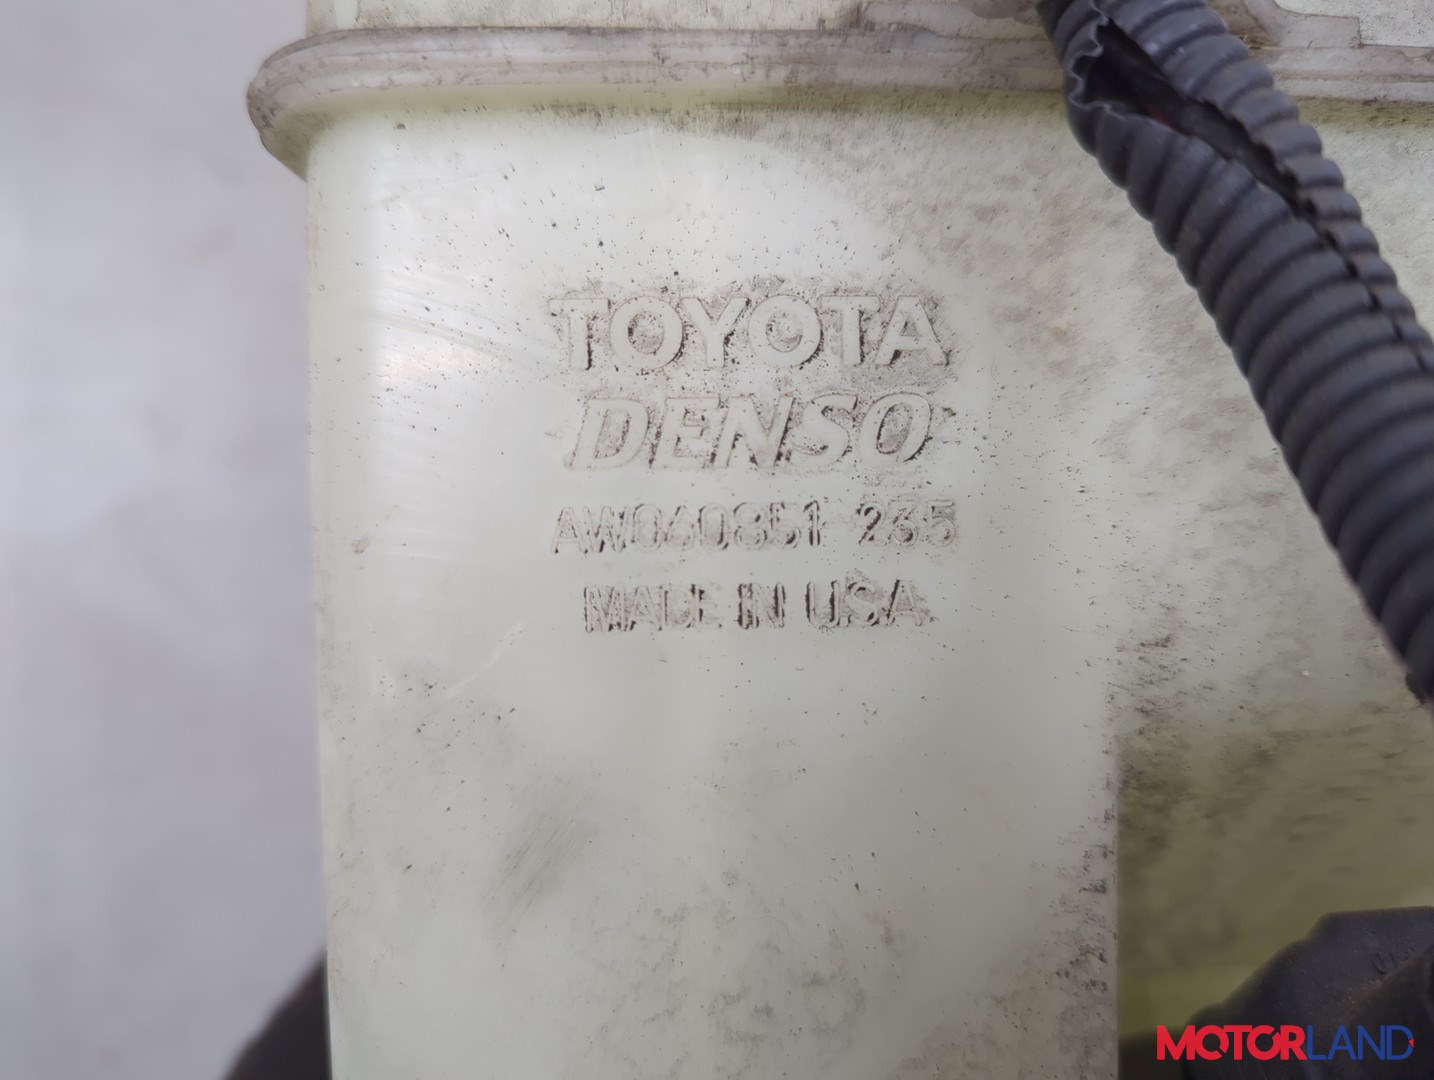 TOYOTA
DENSO
AW060851 235
MADE IN U.S.A.
MOTORLAND